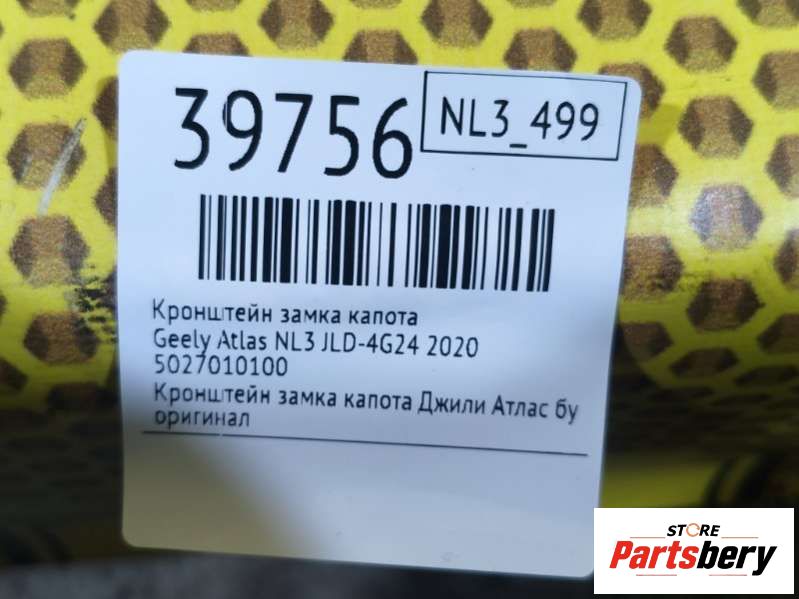 39756
NL3_499
Кронштейн замка капота
Geely Atlas NL3 JLD-4G24 2020
5027010100
Кронштейн замка капота Джили Атлас бу
оригинал
STORE
Partsbery